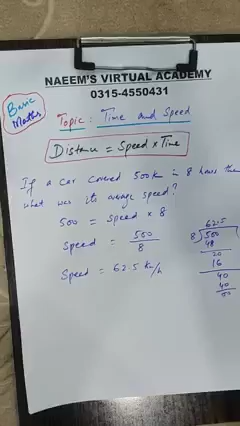 NAEEM'S VIRTUAL ACADEMY
0315-4550431
Basic Maths
Topic: Time and Speed
Distance = Speed × Time
If a car covered 500k in 8 hours then
what was its average speed?
500 = Speed × 8
Speed = 500/8
Speed = 62.5 Km/h
62.5
8 500
48
20
16
40
40
00